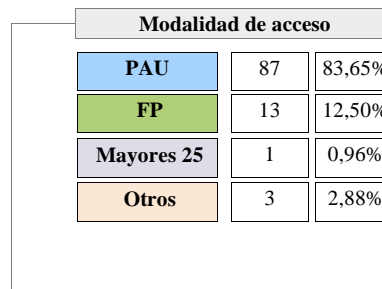 Modalidad de acceso
PAU 87 83,65%
FP 13 12,50%
Mayores 25 1 0,96%
Otros 3 2,88%